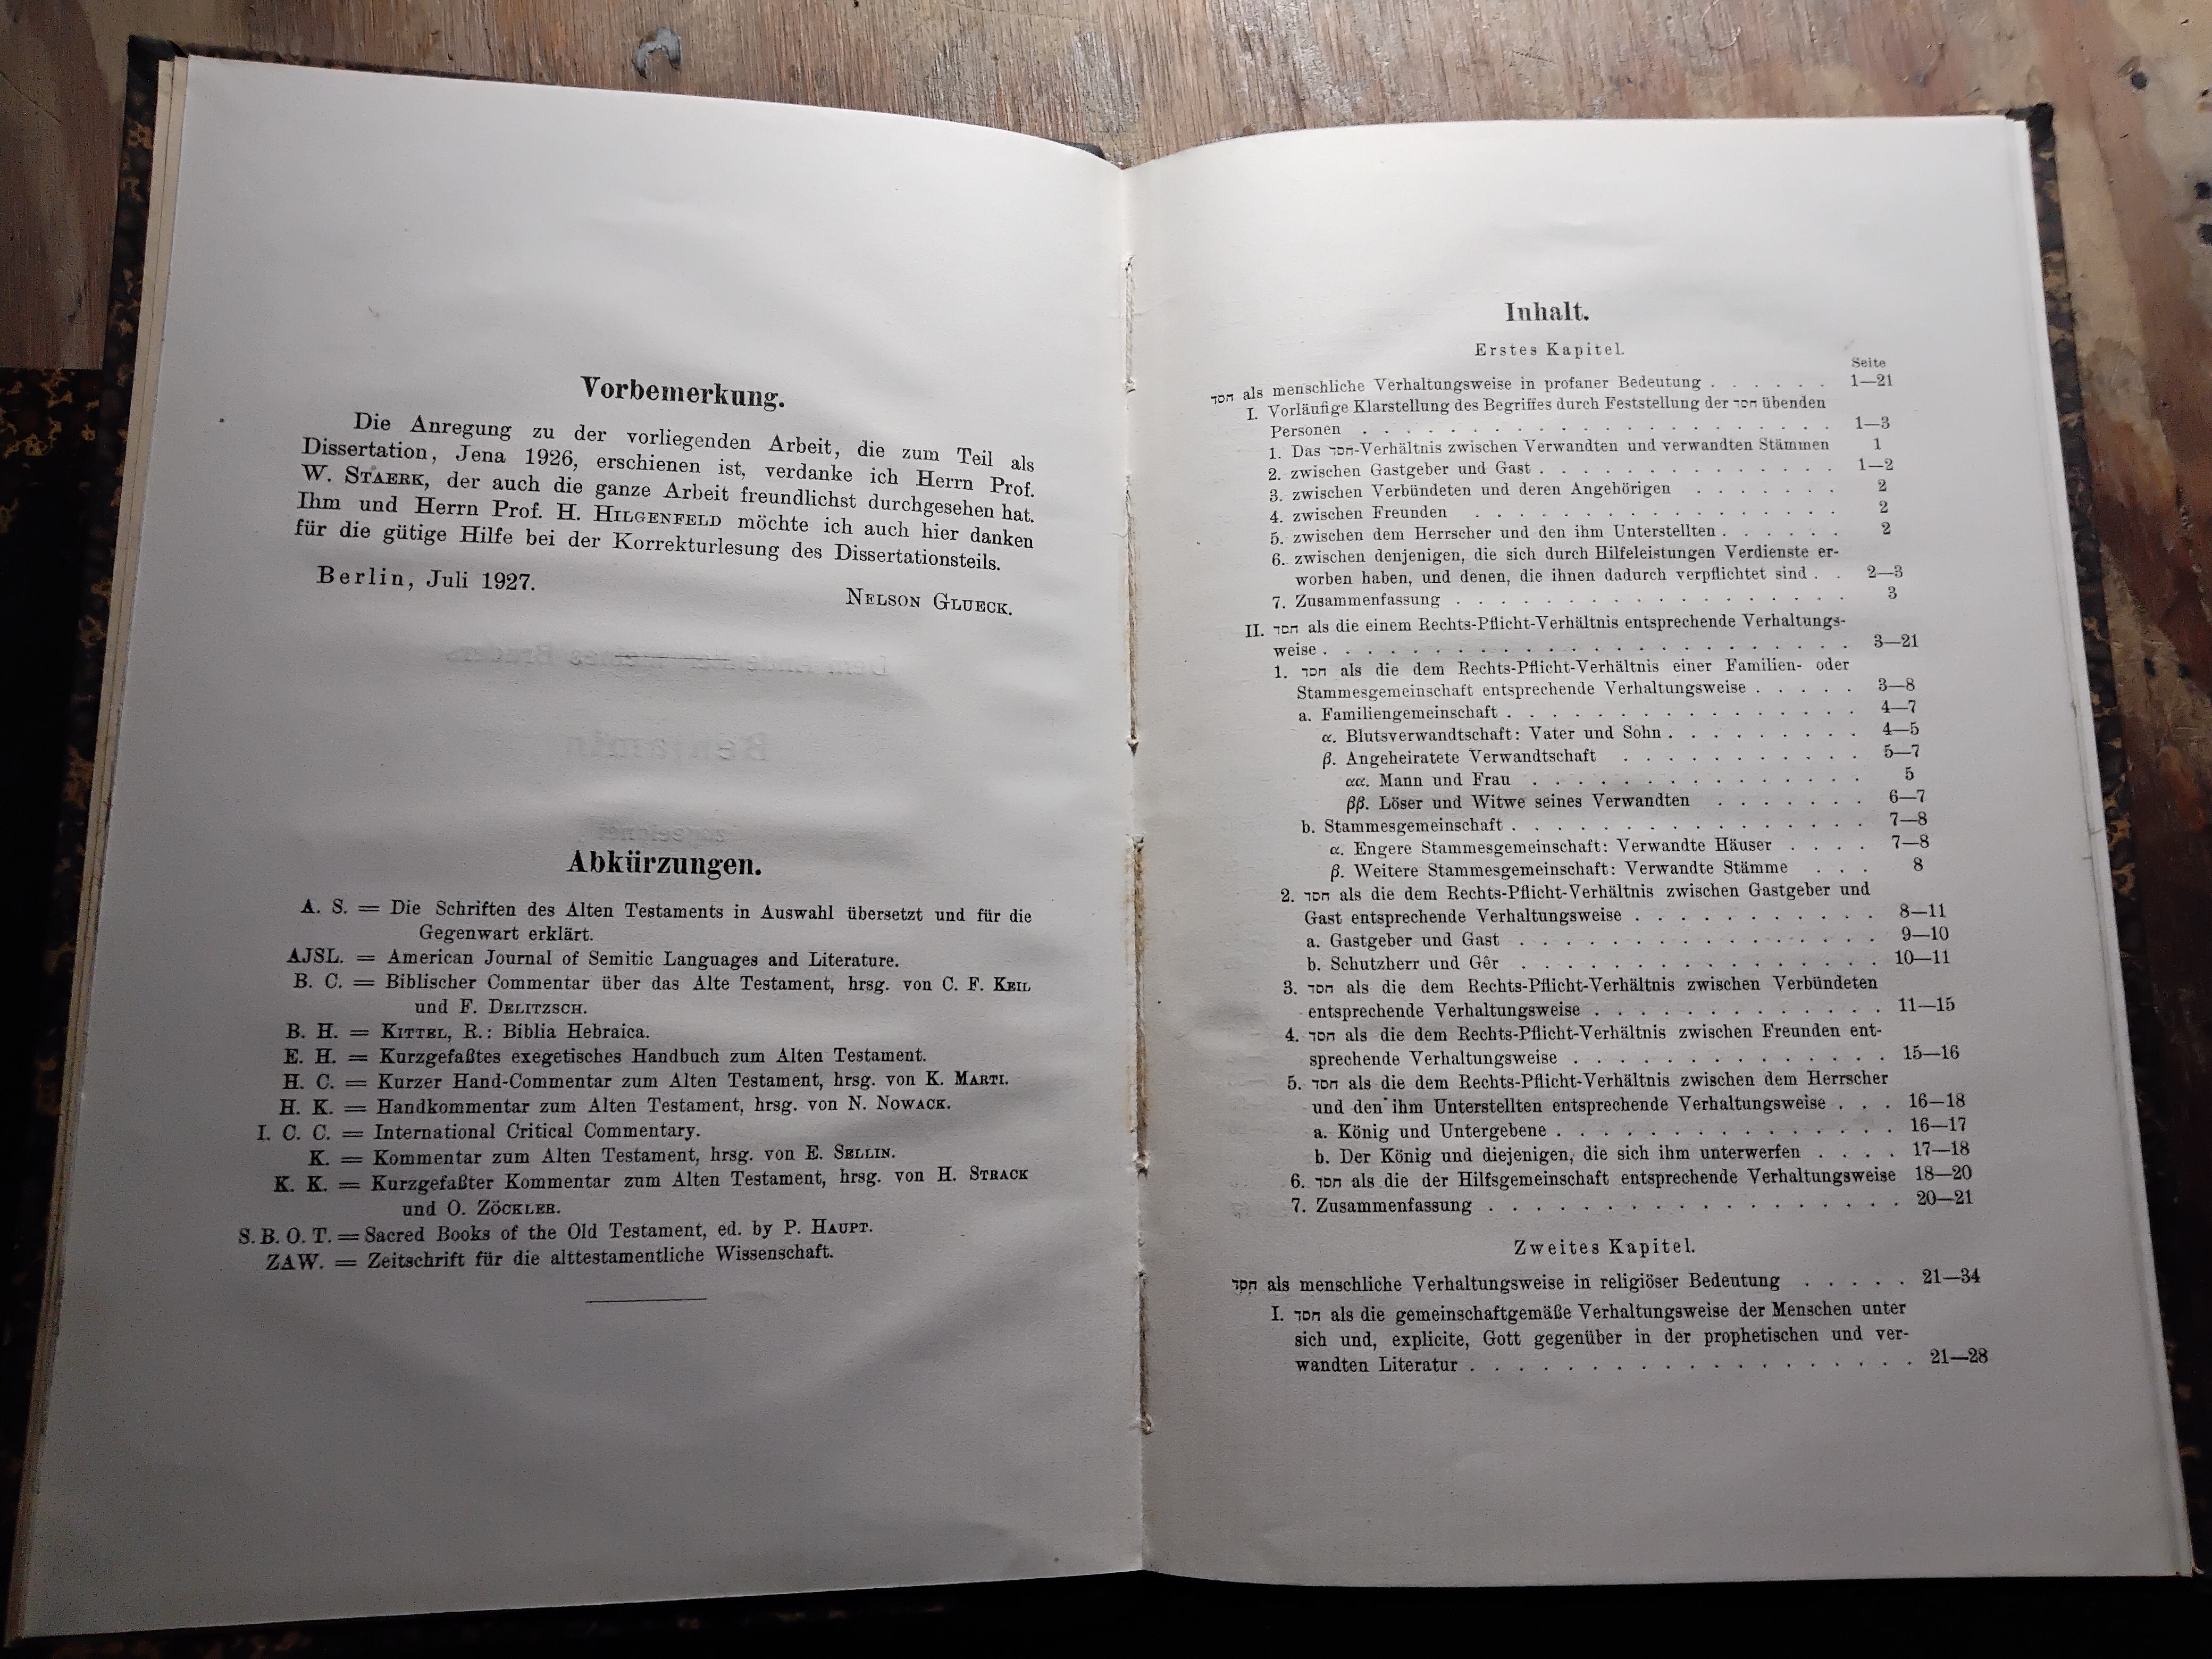 Vorbemerkung.
Die Anregung zu der vorliegenden Arbeit, die zum Teil als
Dissertation, Jena 1926, erschienen ist, verdanke ich Herrn Prof.
W. STAERK, der auch die ganze Arbeit freundlichst durchgesehen hat.
Ihm und Herrn Prof. H. HILGENFELD möchte ich auch hier danken
für die gütige Hilfe bei der Korrekturlesung des Dissertationsteils.
Berlin, Juli 1927.
NELSON GLUECK.
Benjamin
Abkürzungen.
A. S. = Die Schriften des Alten Testaments in Auswahl übersetzt und für die
Gegenwart erklärt.
AJSL. = American Journal of Semitic Languages and Literature.
B. C. = Biblischer Commentar über das Alte Testament, hrsg. von C. F. KEIL
und F. DELITZSCH.
B. H. = KITTEL, R.: Biblia Hebraica.
E. H. = Kurzgefaßtes exegetisches Handbuch zum Alten Testament.
H. C. = Kurzer Hand-Commentar zum Alten Testament, hrsg. von K. MARTI.
H. K. = Handkommentar zum Alten Testament, hrsg. von N. NOWACK.
I. C. C. = International Critical Commentary.
K. = Kommentar zum Alten Testament, hrsg. von E. SELLIN.
K. K. = Kurzgefaßter Kommentar zum Alten Testament, hrsg. von H. STRACK
und O. ZÖCKLER.
S. B. O. T. = Sacred Books of the Old Testament, ed. by P. HAUPT.
ZAW. = Zeitschrift für die alttestamentliche Wissenschaft.
Inhalt.
Erstes Kapitel.
Seite
חסד als menschliche Verhaltungsweise in profaner Bedeutung . . . . . . 1—21
I. Vorläufige Klarstellung des Begriffes durch Feststellung der חסד übenden
Personen . . . . . . . . . . . . . . . . . . . . 1—3
1. Das חסד-Verhältnis zwischen Verwandten und verwandten Stämmen 1
2. zwischen Gastgeber und Gast . . . . . . . . . . . . . 1—2
3. zwischen Verbündeten und deren Angehörigen . . . . . . . 2
4. zwischen Freunden . . . . . . . . . . . . . . . . . 2
5. zwischen dem Herrscher und den ihm Unterstellten . . . . . . 2
6. zwischen denjenigen, die sich durch Hilfeleistungen Verdienste er-
worben haben, und denen, die ihnen dadurch verpflichtet sind . . 2—3
7. Zusammenfassung . . . . . . . . . . . . . . . . . 3
II. חסד als die einem Rechts-Pflicht-Verhältnis entsprechende Verhaltungs-
weise . . . . . . . . . . . . . . . . . . . . . . 3—21
1. חסד als die dem Rechts-Pflicht-Verhältnis einer Familien- oder
Stammesgemeinschaft entsprechende Verhaltungsweise . . . . . 3—8
a. Familiengemeinschaft . . . . . . . . . . . . . . . 4—7
α. Blutsverwandtschaft: Vater und Sohn . . . . . . . . . 4—5
β. Angeheiratete Verwandtschaft . . . . . . . . . . . 5—7
αα. Mann und Frau . . . . . . . . . . . . . . 5
ββ. Löser und Witwe seines Verwandten . . . . . . . 6—7
b. Stammesgemeinschaft . . . . . . . . . . . . . . . 7—8
α. Engere Stammesgemeinschaft: Verwandte Häuser . . . . 7—8
β. Weitere Stammesgemeinschaft: Verwandte Stämme . . . 8
2. חסד als die dem Rechts-Pflicht-Verhältnis zwischen Gastgeber und
Gast entsprechende Verhaltungsweise . . . . . . . . . . . 8—11
a. Gastgeber und Gast . . . . . . . . . . . . . . . . 9—10
b. Schutzherr und Gêr . . . . . . . . . . . . . . . . 10—11
3. חסד als die dem Rechts-Pflicht-Verhältnis zwischen Verbündeten
entsprechende Verhaltungsweise . . . . . . . . . . . . . 11—15
4. חסד als die dem Rechts-Pflicht-Verhältnis zwischen Freunden ent-
sprechende Verhaltungsweise . . . . . . . . . . . . . . 15—16
5. חסד als die dem Rechts-Pflicht-Verhältnis zwischen dem Herrscher
und den ihm Unterstellten entsprechende Verhaltungsweise . . . 16—18
a. König und Untergebene . . . . . . . . . . . . . . . 16—17
b. Der König und diejenigen, die sich ihm unterwerfen . . . . 17—18
6. חסד als die der Hilfsgemeinschaft entsprechende Verhaltungsweise 18—20
7. Zusammenfassung . . . . . . . . . . . . . . . . . . 20—21
Zweites Kapitel.
חסד als menschliche Verhaltungsweise in religiöser Bedeutung . . . . . 21—34
I. חסד als die gemeinschaftgemäße Verhaltungsweise der Menschen unter
sich und, explicite, Gott gegenüber in der prophetischen und ver-
wandten Literatur . . . . . . . . . . . . . . . . . . 21—28